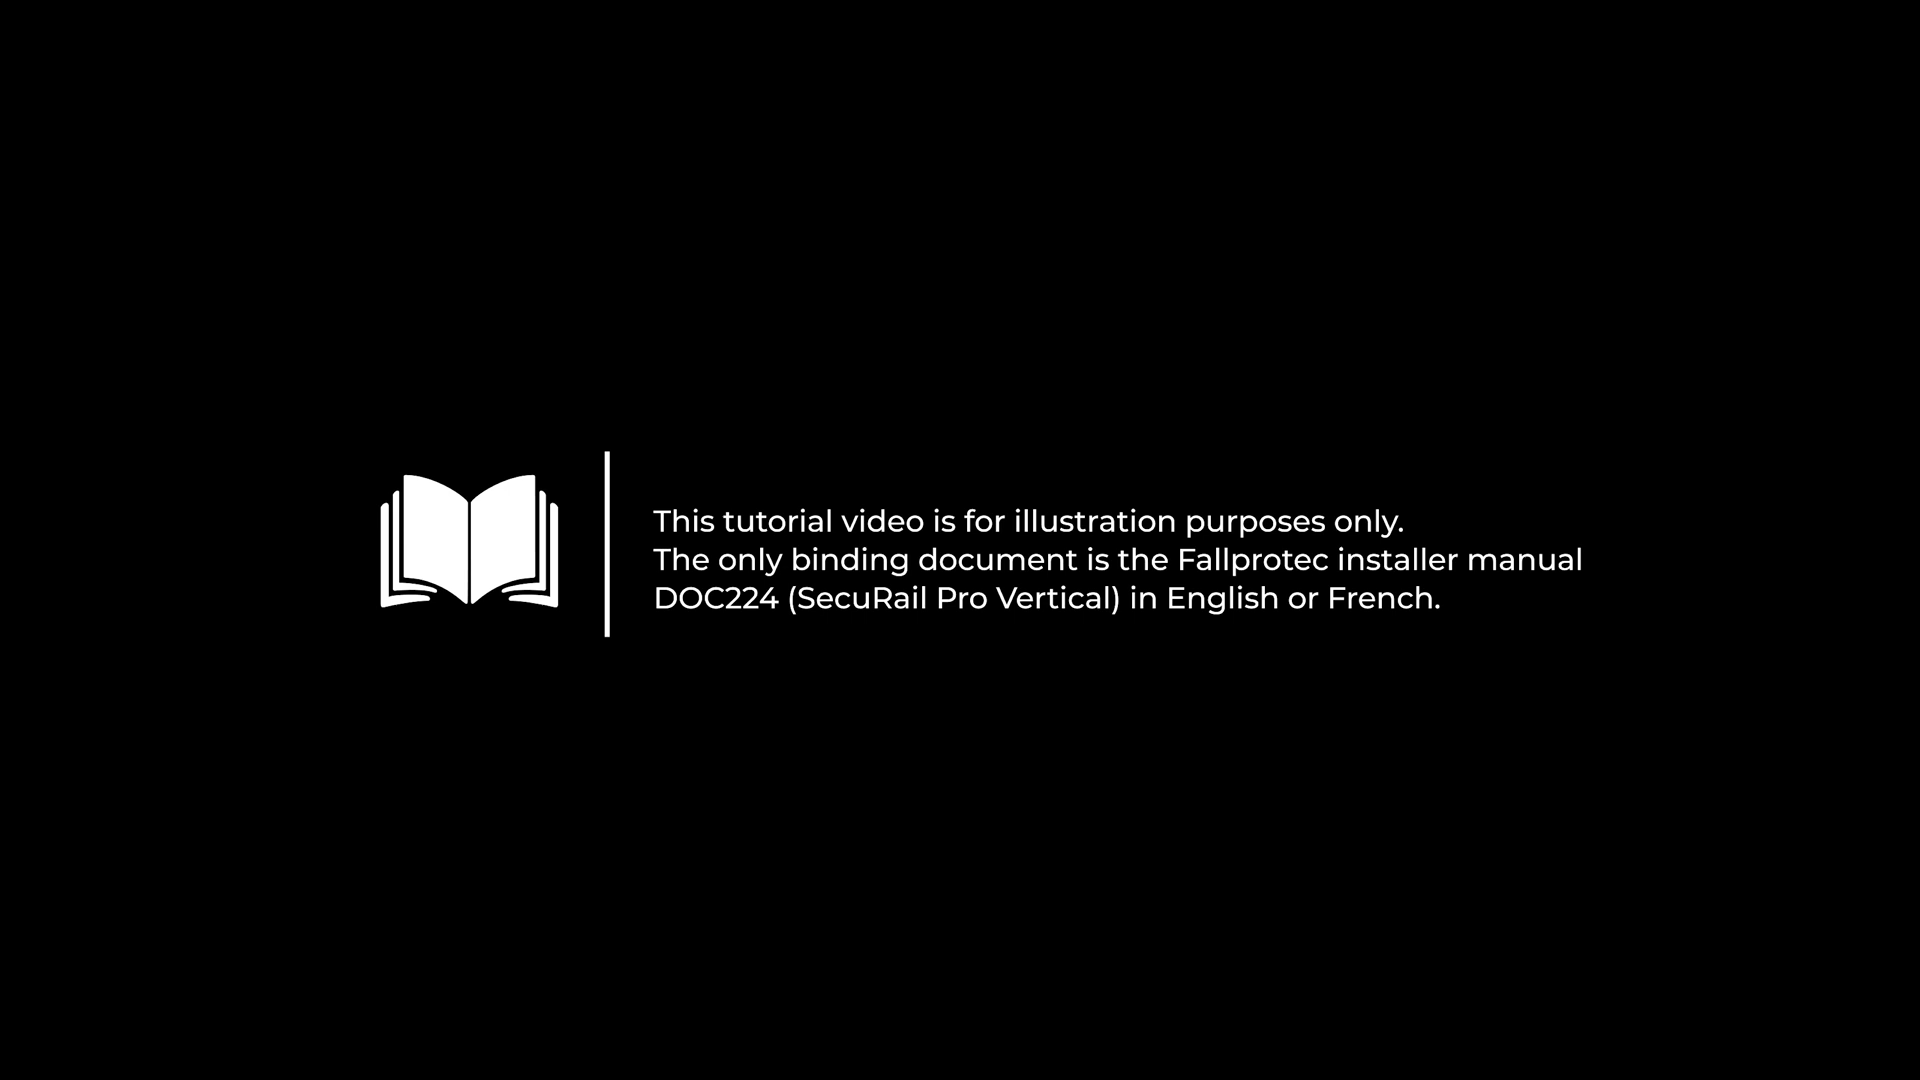 This tutorial video is for illustration purposes only.
The only binding document is the Fallprotec installer manual
DOC224 (SecuRail Pro Vertical) in English or French.